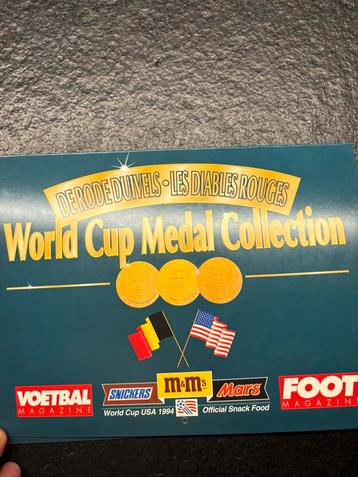 DE RODE DUIVELS • LES DIABLES ROUGES
World Cup Medal Collection
VOETBAL
MAGAZINE
SNICKERS
m&m's
Mars
World Cup USA 1994
Official Snack Food
FOOT
MAGAZINE